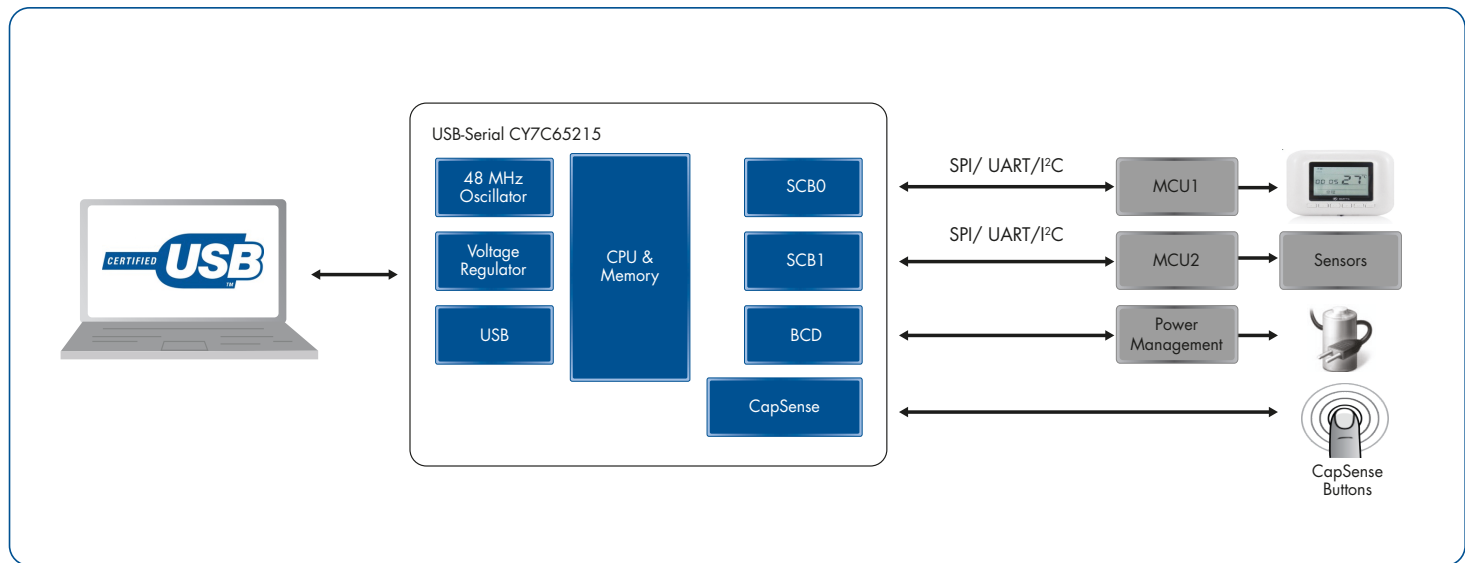 USB-Serial CY7C65215
48 MHz
Oscillator
Voltage
Regulator
USB
CPU &
Memory
SCB0
SCB1
BCD
CapSense
CERTIFIED USB
TM
SPI/ UART/I²C
SPI/ UART/I²C
MCU1
MCU2
Power
Management
27°C
Sensors
CapSense
Buttons